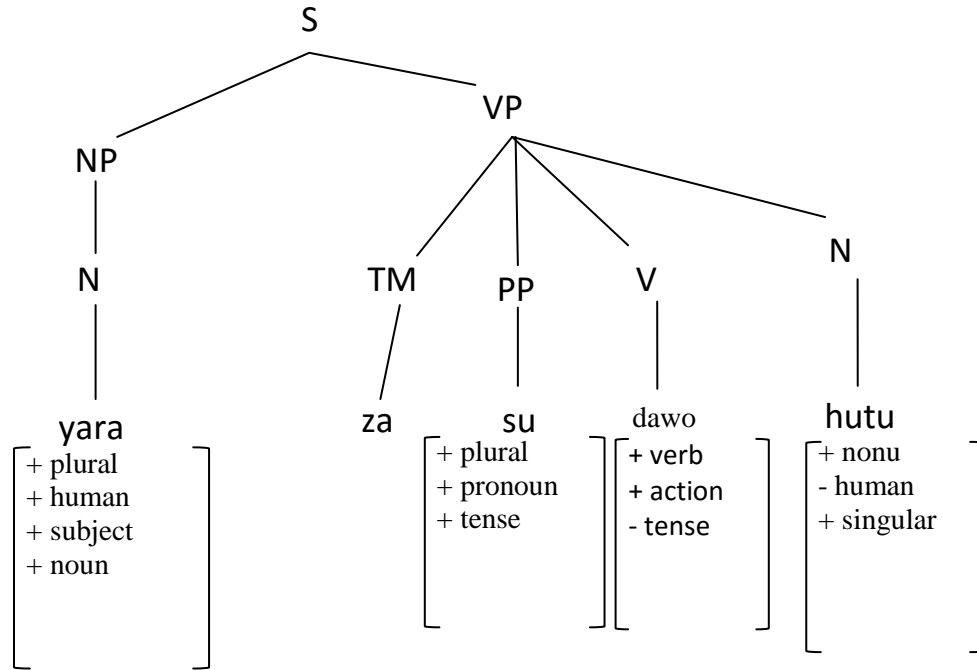 S
VP
NP
N
N TM PP V
yara za su dawo hutu
+ plural
+ human
+ subject
+ noun
+ plural
+ pronoun
+ tense
+ verb
+ action
- tense
+ nonu
- human
+ singular